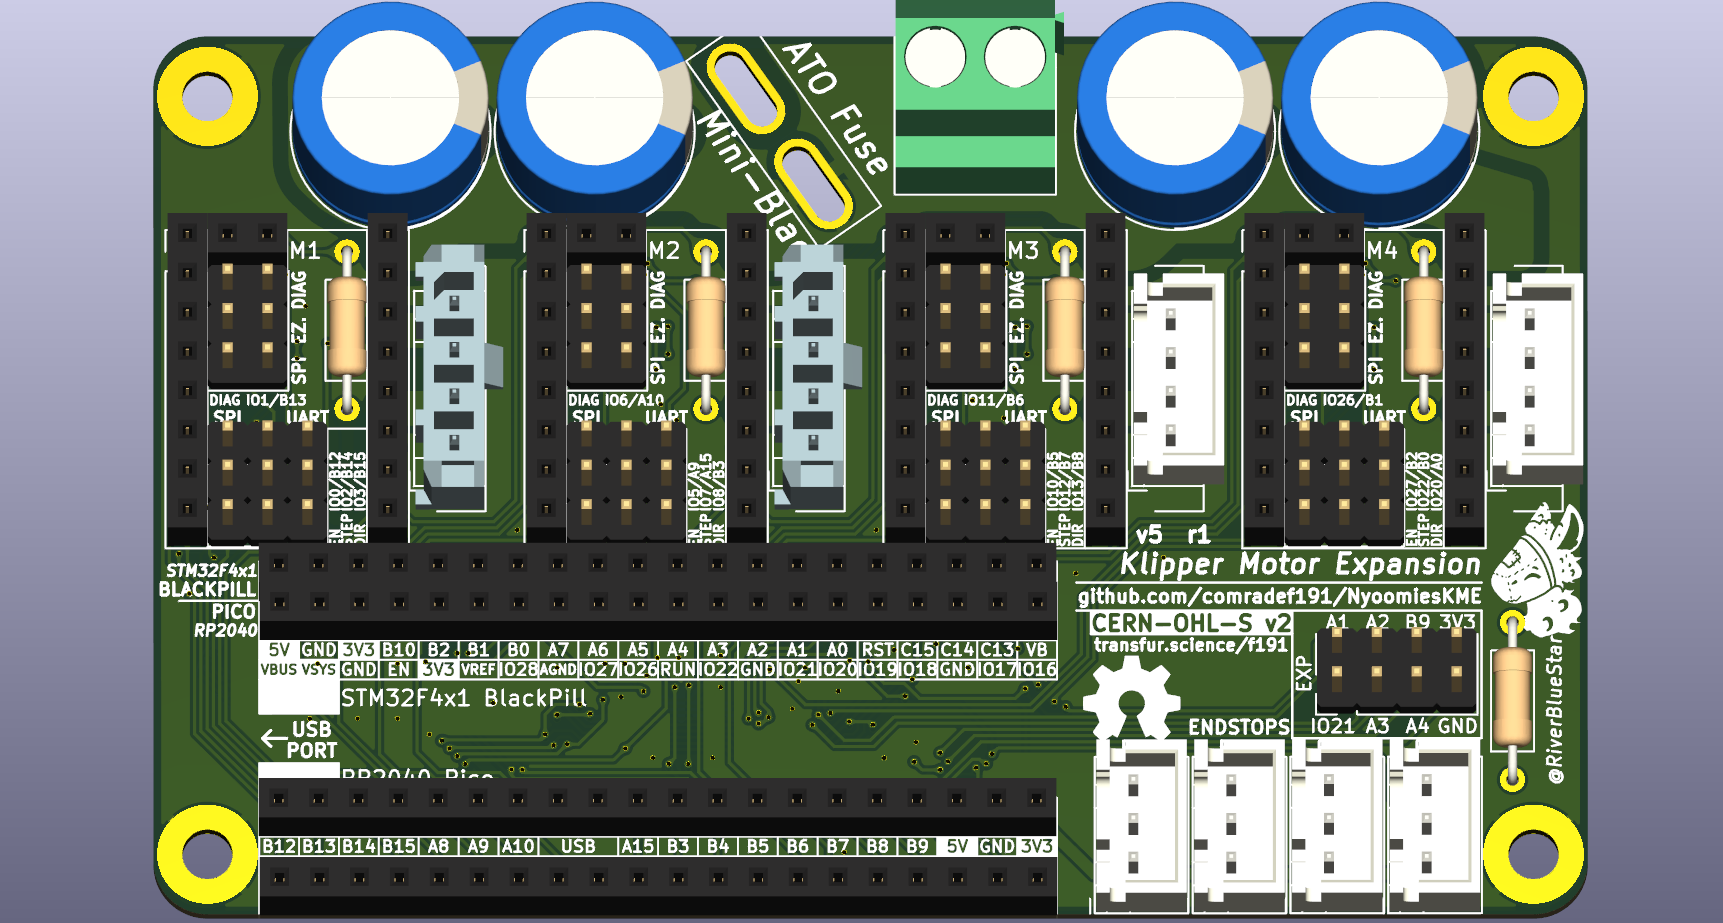 ATO Fuse
Mini-Bla
M1
SPI EZ. DIAG
DIAG IO1/B13
SPI UART
EN IO0/B12
STEP IO2/B14
DIR IO3/B15
M2
SPI EZ. DIAG
DIAG IO6/A10
SPI UART
EN IO5/A9
STEP IO7/A15
DIR IO8/B3
M3
SPI EZ. DIAG
DIAG IO11/B6
SPI UART
EN IO10/B5
STEP IO12/B7
DIR IO13/B8
M4
SPI EZ. DIAG
DIAG IO26/B1
SPI UART
EN IO27/B2
STEP IO22/B0
DIR IO20/A0
v5 r1
Klipper Motor Expansion
github.com/comradef191/NyoomiesKME
CERN-OHL-S v2
transfur.science/f191
STM32F4x1
BLACKPILL
PICO
RP2040
5V GND 3V3 B10 B2 B1 B0 A7 A6 A5 A4 A3 A2 A1 A0 RST C15 C14 C13 VB
VBUS VSYS GND EN 3V3 VREF IO28 AGND IO27 IO26 RUN IO22 GND IO21 IO20 IO19 IO18 GND IO17 IO16
STM32F4x1 BlackPill
← USB
PORT
RP2040 Pico
B12 B13 B14 B15 A8 A9 A10 USB A15 B3 B4 B5 B6 B7 B8 B9 5V GND 3V3
A1 A2 B9 3V3
EXP
IO21 A3 A4 GND
ENDSTOPS
@RiverBlueStar